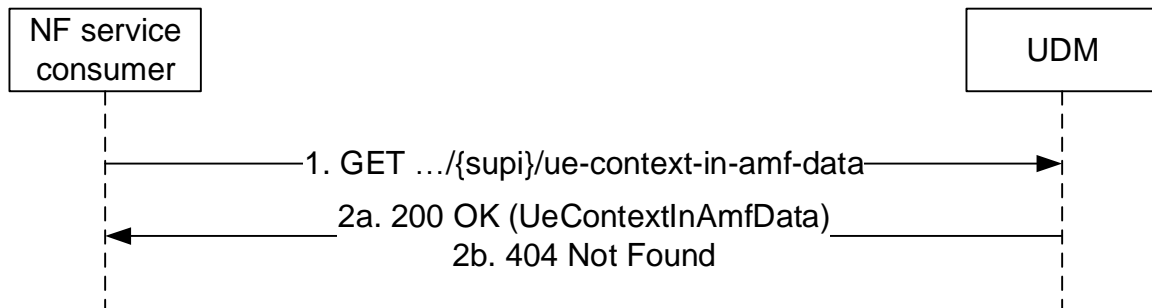 NF service
consumer
UDM
1. GET …/{supi}/ue-context-in-amf-data
2a. 200 OK (UeContextInAmfData)
2b. 404 Not Found